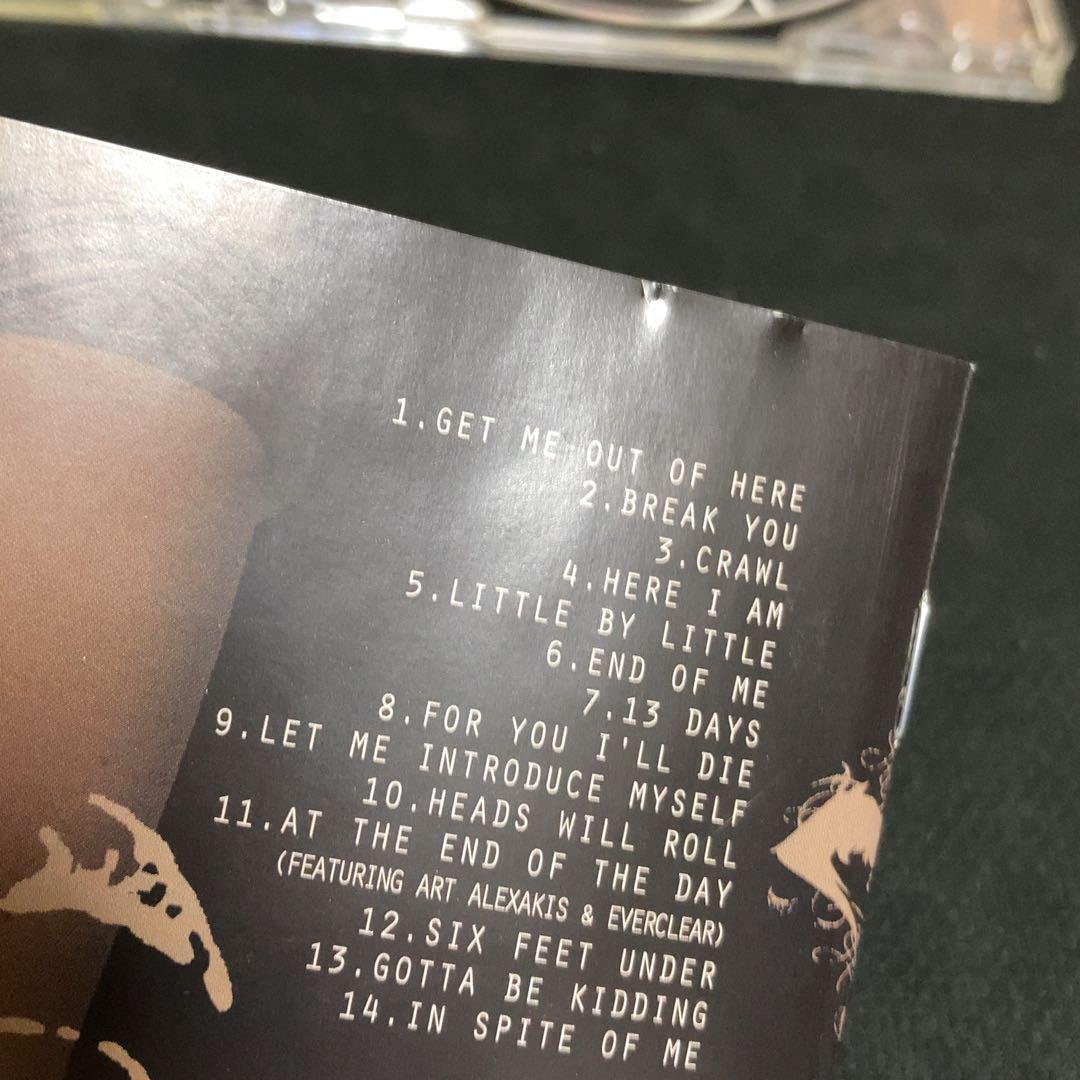 1.GET ME OUT OF HERE
2.BREAK YOU
3.CRAWL
4.HERE I AM
5.LITTLE BY LITTLE
6.END OF ME
7.13 DAYS
8.FOR YOU I'LL DIE
9.LET ME INTRODUCE MYSELF
10.HEADS WILL ROLL
11.AT THE END OF THE DAY
(FEATURING ART ALEXAKIS & EVERCLEAR)
12.SIX FEET UNDER
13.GOTTA BE KIDDING
14.IN SPITE OF ME